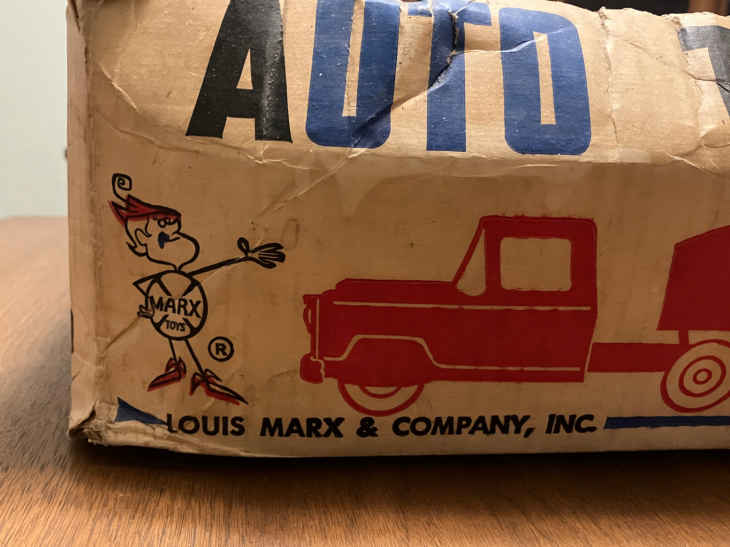 AUTO
MARX
TOYS
®
LOUIS MARX & COMPANY, INC.